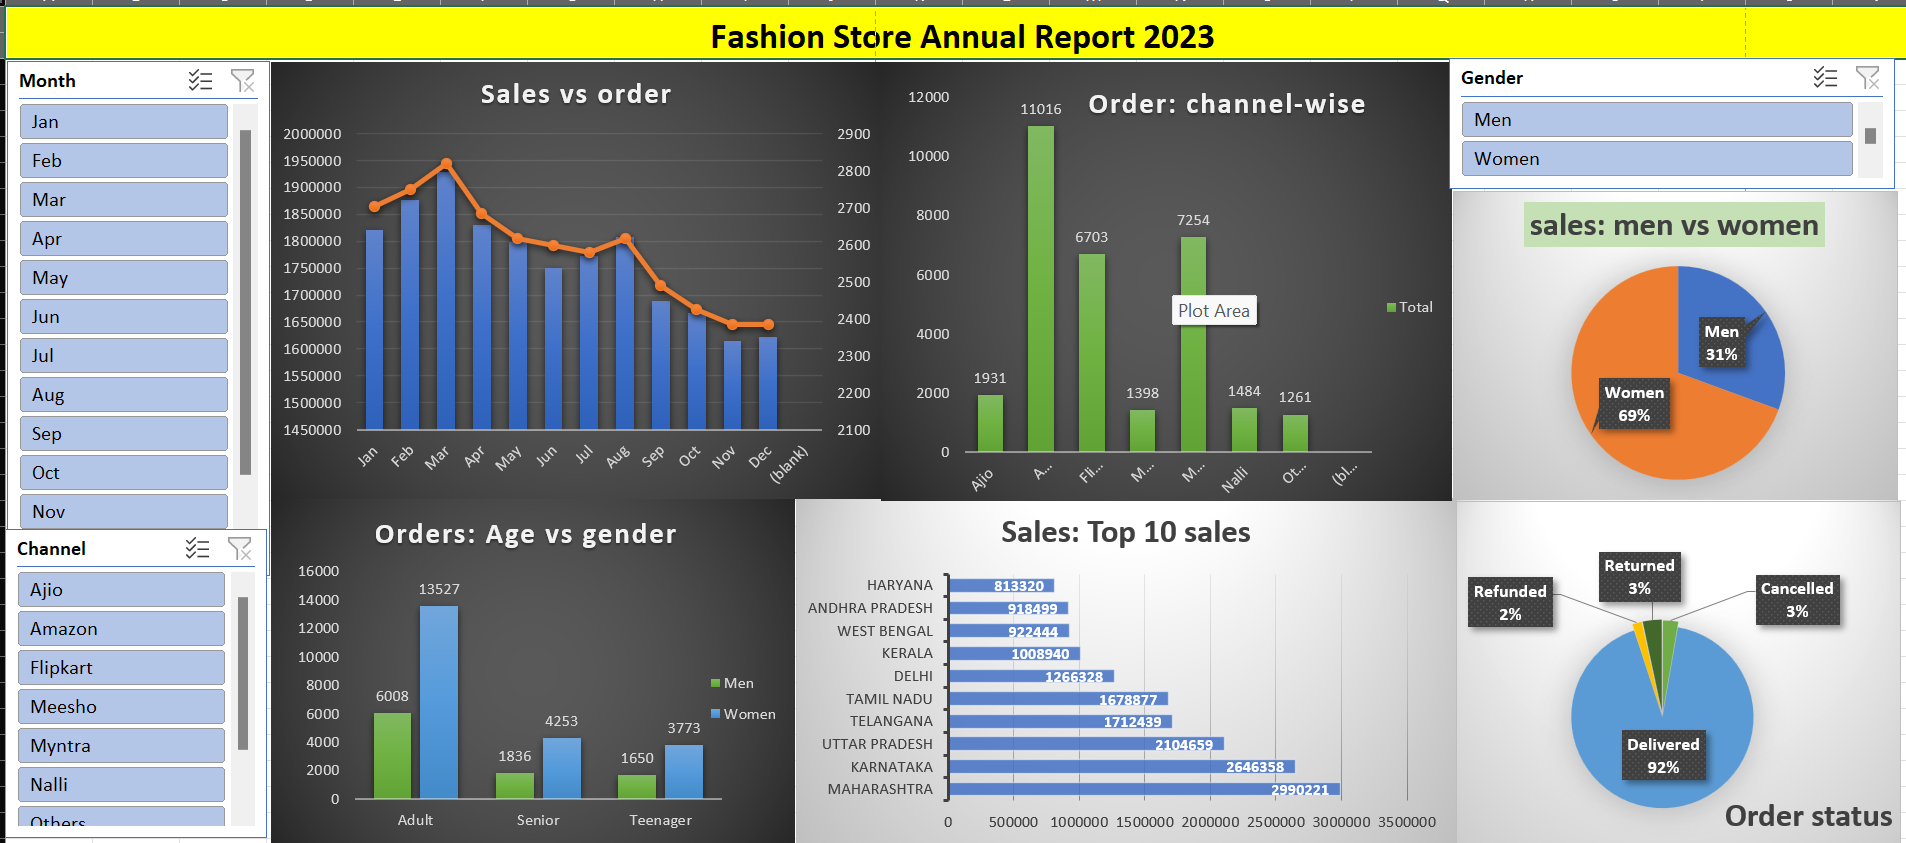 Fashion Store Annual Report 2023
Month
Jan
Feb
Mar
Apr
May
Jun
Jul
Aug
Sep
Oct
Nov
Channel
Ajio
Amazon
Flipkart
Meesho
Myntra
Nalli
Others
Sales vs order
2000000
1950000
1900000
1850000
1800000
1750000
1700000
1650000
1600000
1550000
1500000
1450000
2900
2800
2700
2600
2500
2400
2300
2200
2100
Jan Feb Mar Apr May Jun Jul Aug Sep Oct Nov Dec (blank)
Order: channel-wise
12000
10000
8000
6000
4000
2000
0
1931 11016 6703 1398 7254 1484 1261
Plot Area
Total
Ajio A... Fli... M... M... Nalli Ot... (bl...
Gender
Men
Women
sales: men vs women
Men
31%
Women
69%
Orders: Age vs gender
16000
14000
12000
10000
8000
6000
4000
2000
0
6008 13527 1836 4253 1650 3773
Men
Women
Adult Senior Teenager
Sales: Top 10 sales
HARYANA 813320
ANDHRA PRADESH 918499
WEST BENGAL 922444
KERALA 1008940
DELHI 1266328
TAMIL NADU 1678877
TELANGANA 1712439
UTTAR PRADESH 2104659
KARNATAKA 2646358
MAHARASHTRA 2990221
0 500000 1000000 1500000 2000000 2500000 3000000 3500000
Returned
3%
Refunded
2%
Cancelled
3%
Delivered
92%
Order status